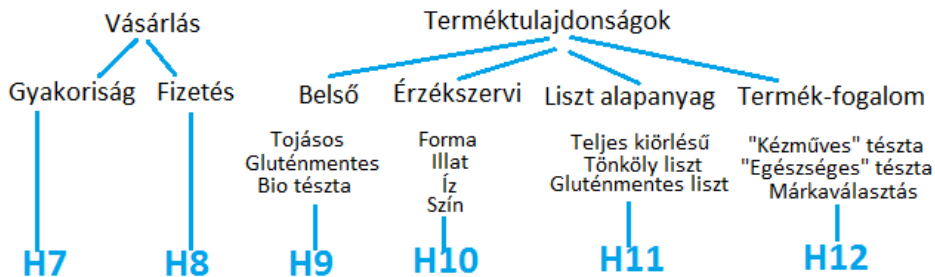 Vásárlás
Terméktulajdonságok
Gyakoriság
Fizetés
Belső
Érzékszervi
Liszt alapanyag
Termék-fogalom
Tojásos
Gluténmentes
Bio tészta
Forma
Illat
Íz
Szín
Teljes kiörlésű
Tönköly liszt
Gluténmentes liszt
"Kézműves" tészta
"Egészséges" tészta
Márkaválasztás
H7
H8
H9
H10
H11
H12